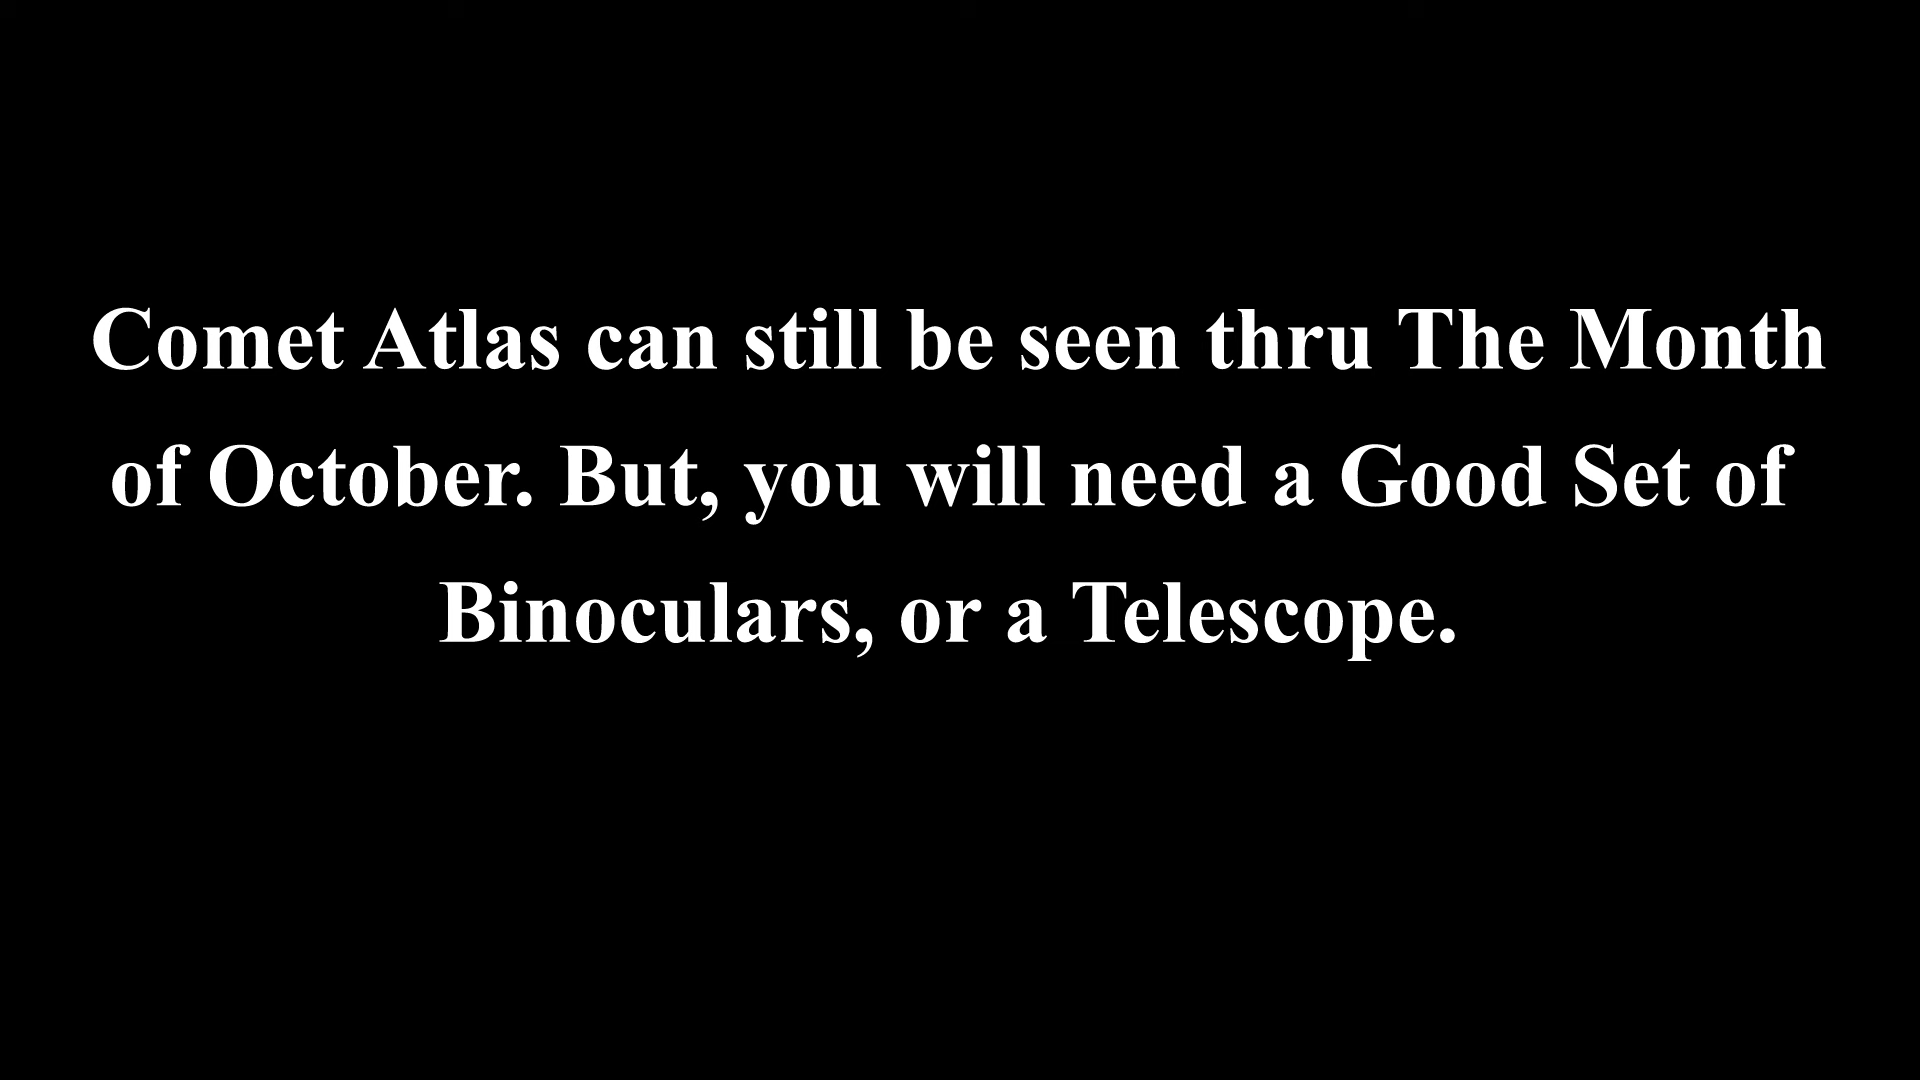 Comet Atlas can still be seen thru The Month
of October. But, you will need a Good Set of
Binoculars, or a Telescope.